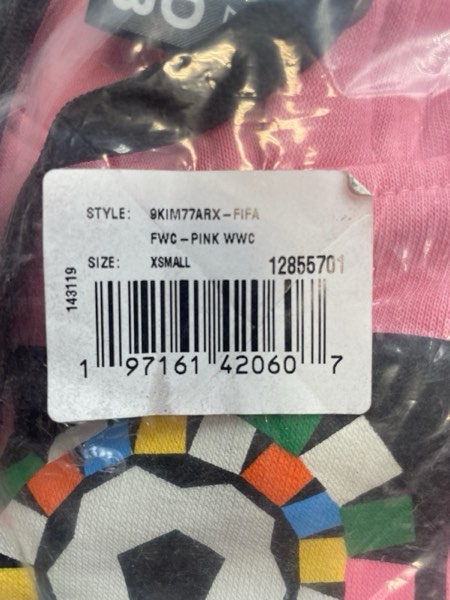 STYLE: 9KIM77ARX-FIFA
FWC-PINK WWC
SIZE: XSMALL 12855701
143119
1 97161 42060 7